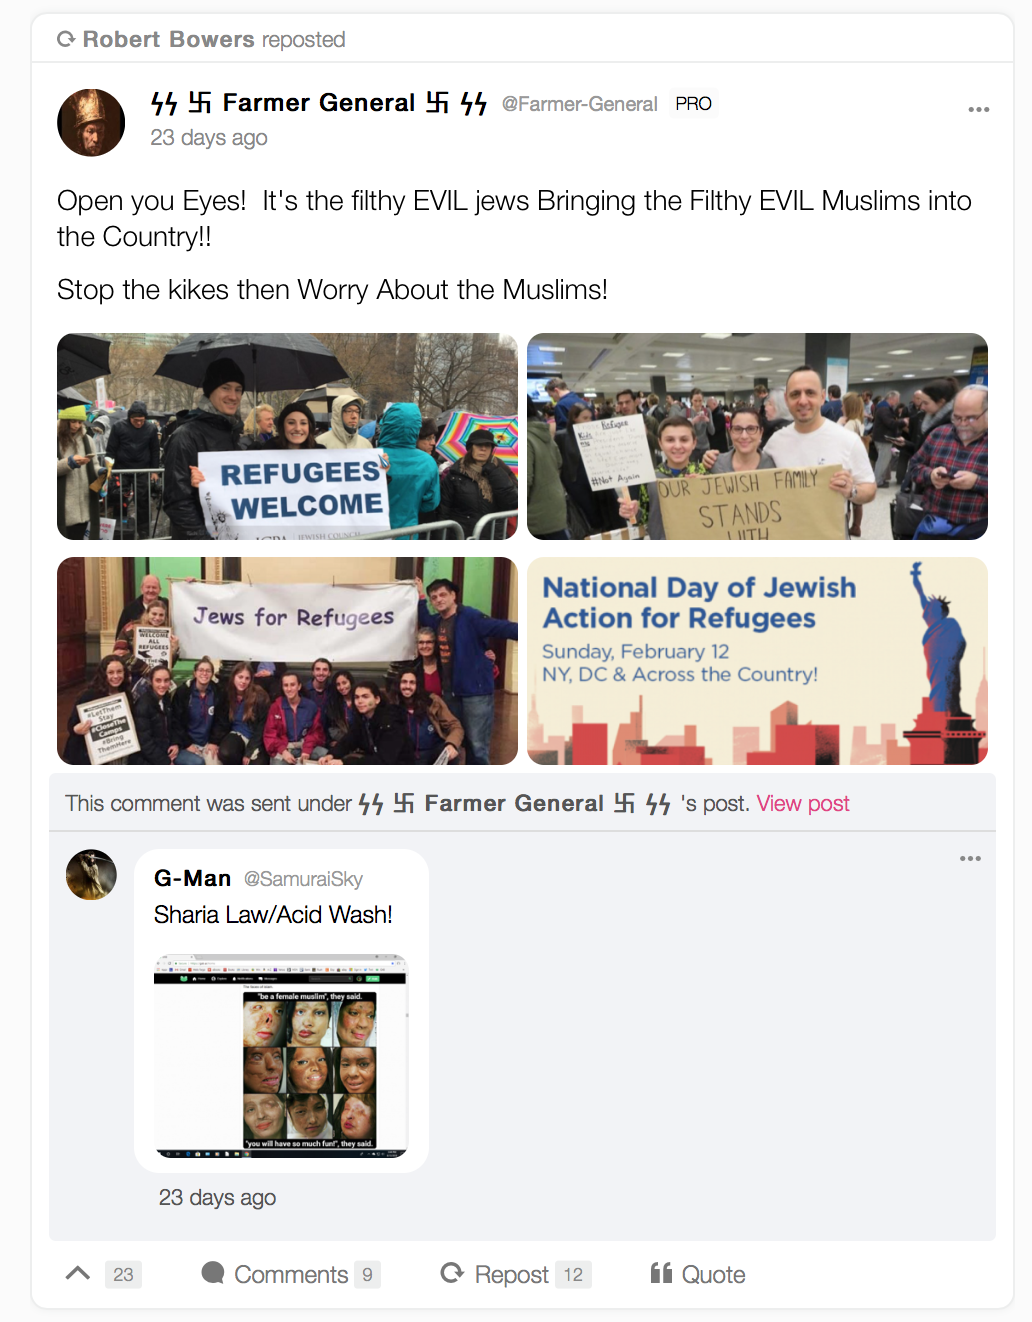 Robert Bowers reposted
ϟϟ 卐 Farmer General 卐 ϟϟ @Farmer-General PRO
23 days ago
Open you Eyes! It's the filthy EVIL jews Bringing the Filthy EVIL Muslims into
the Country!!
Stop the kikes then Worry About the Muslims!
REFUGEES
WELCOME
JEWISH COUNCIL
Refugee
Kids
#Not Again
OUR JEWISH FAMILY
STANDS
WITH
Jews for Refugees
WELCOME
ALL
REFUGEES
#LetThem
Stay
#CloseThe
Camps
#Bring
ThemHere
National Day of Jewish
Action for Refugees
Sunday, February 12
NY, DC & Across the Country!
This comment was sent under ϟϟ 卐 Farmer General 卐 ϟϟ 's post. View post
G-Man @SamuraiSky
Sharia Law/Acid Wash!
"be a female muslim", they said.
"you will have so much fun!", they said.
23 days ago
23 Comments 9 Repost 12 Quote